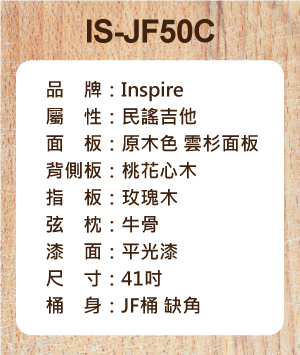 IS-JF50C
品　牌：Inspire
屬　性：民謠吉他
面　板：原木色 雲杉面板
背側板：桃花心木
指　板：玫瑰木
弦　枕：牛骨
漆　面：平光漆
尺　寸：41吋
桶　身：JF桶 缺角